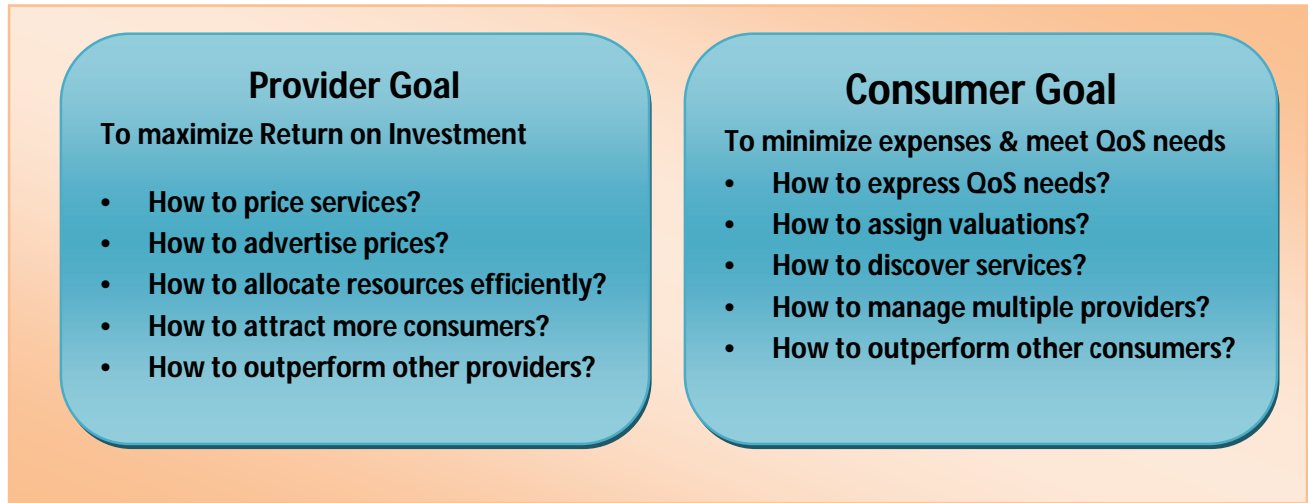 Provider Goal
To maximize Return on Investment
• How to price services?
• How to advertise prices?
• How to allocate resources efficiently?
• How to attract more consumers?
• How to outperform other providers?
Consumer Goal
To minimize expenses & meet QoS needs
• How to express QoS needs?
• How to assign valuations?
• How to discover services?
• How to manage multiple providers?
• How to outperform other consumers?